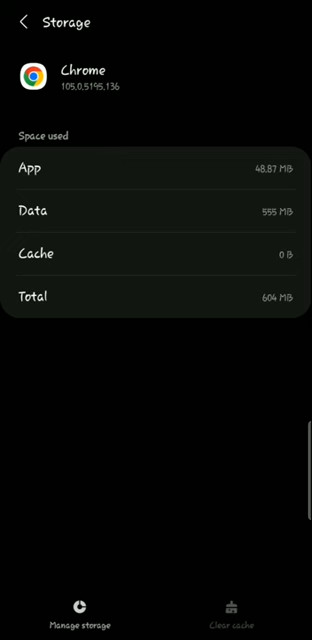 Storage
Chrome
105.0.5195.136
Space used
App
48.87 MB
Data
555 MB
Cache
0 B
Total
604 MB
Manage storage
Clear cache